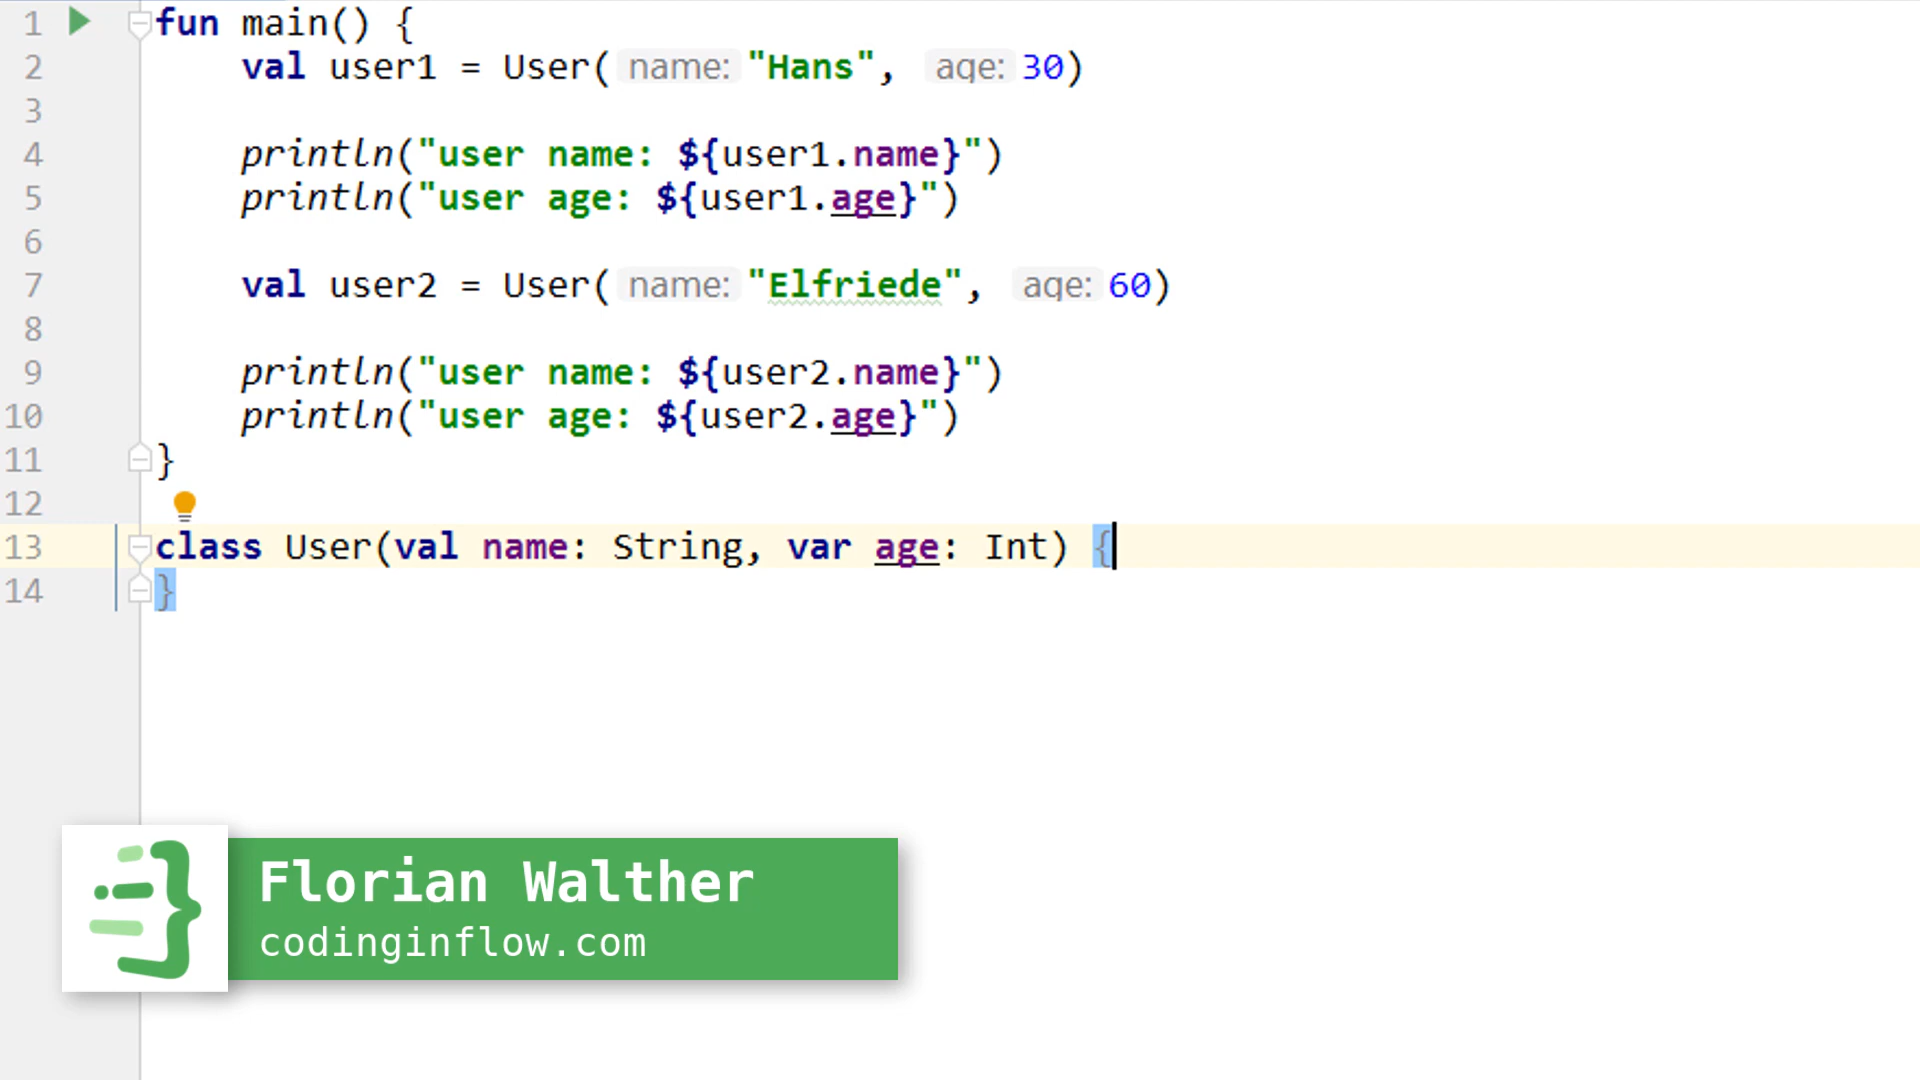 1 fun main() {
2 val user1 = User( name: "Hans", age: 30)
3
4 println("user name: ${user1.name}")
5 println("user age: ${user1.age}")
6
7 val user2 = User( name: "Elfriede", age: 60)
8
9 println("user name: ${user2.name}")
10 println("user age: ${user2.age}")
11 }
12
13 class User(val name: String, var age: Int) {
14 }
Florian Walther
codinginflow.com